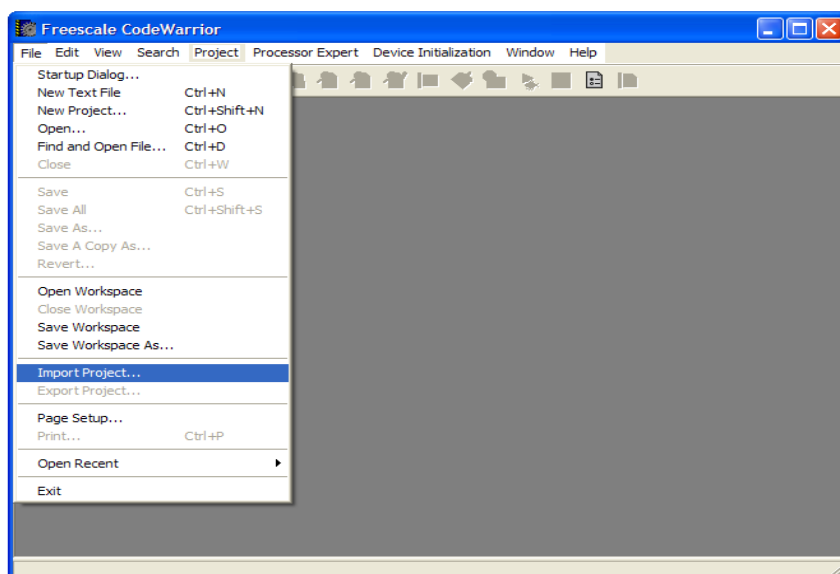 Freescale CodeWarrior
File Edit View Search Project Processor Expert Device Initialization Window Help
Startup Dialog...
New Text File Ctrl+N
New Project... Ctrl+Shift+N
Open... Ctrl+O
Find and Open File... Ctrl+D
Close Ctrl+W
Save Ctrl+S
Save All Ctrl+Shift+S
Save As...
Save A Copy As...
Revert...
Open Workspace
Close Workspace
Save Workspace
Save Workspace As...
Import Project...
Export Project...
Page Setup...
Print... Ctrl+P
Open Recent
Exit